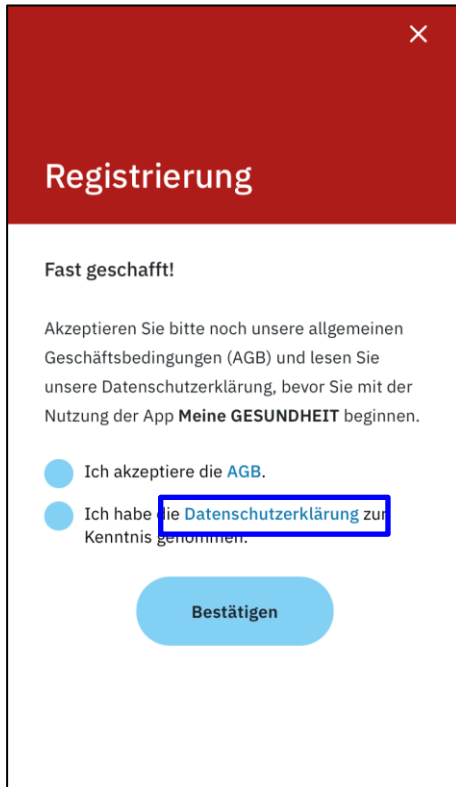 Registrierung
Fast geschafft!
Akzeptieren Sie bitte noch unsere allgemeinen
Geschäftsbedingungen (AGB) und lesen Sie
unsere Datenschutzerklärung, bevor Sie mit der
Nutzung der App Meine GESUNDHEIT beginnen.
Ich akzeptiere die AGB.
Ich habe die Datenschutzerklärung zur
Kenntnis genommen.
Bestätigen